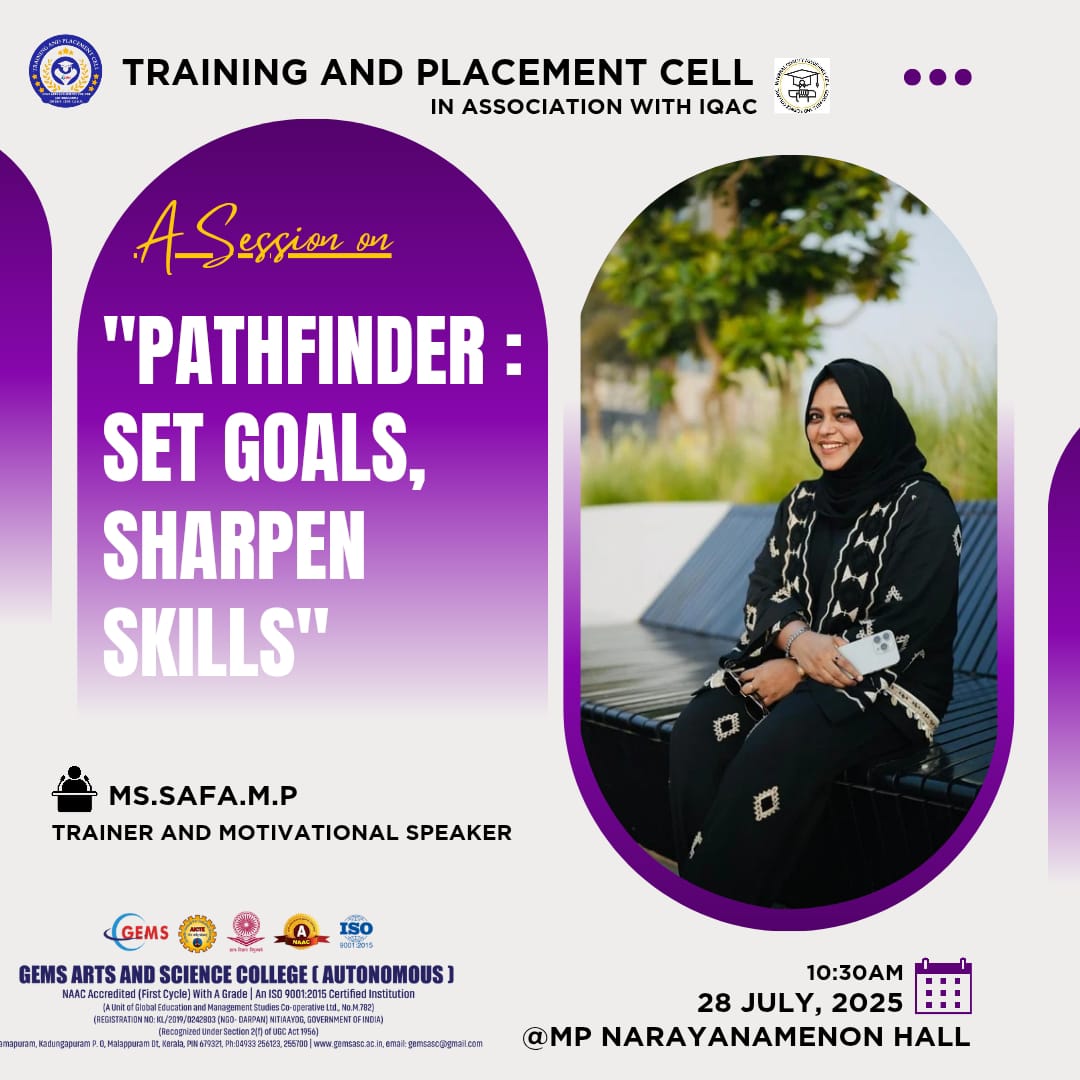 TRAINING AND PLACEMENT CELL
IN ASSOCIATION WITH IQAC
A Session on
"PATHFINDER :
SET GOALS,
SHARPEN
SKILLS"
MS.SAFA.M.P
TRAINER AND MOTIVATIONAL SPEAKER
GEMS
AICTE
A
NAAC
ISO
9001:2015
GEMS ARTS AND SCIENCE COLLEGE ( AUTONOMOUS )
NAAC Accredited (First Cycle) With A Grade | An ISO 9001:2015 Certified Institution
(A Unit of Global Education and Management Studies Co-operative Ltd., No.M.782)
(REGISTRATION NO: KL/2019/0242803 (NGO- DARPAN) NITIAAYOG, GOVERNMENT OF INDIA)
(Recognized Under Section 2(f) of UGC Act 1956)
amapuram, Kadungapuram P. O, Malappuram Dt, Kerala, PIN 679321, Ph:04933 256123, 255700 | www.gemsasc.ac.in, email: gemsasc@gmail.com
10:30AM
28 JULY, 2025
@MP NARAYANAMENON HALL